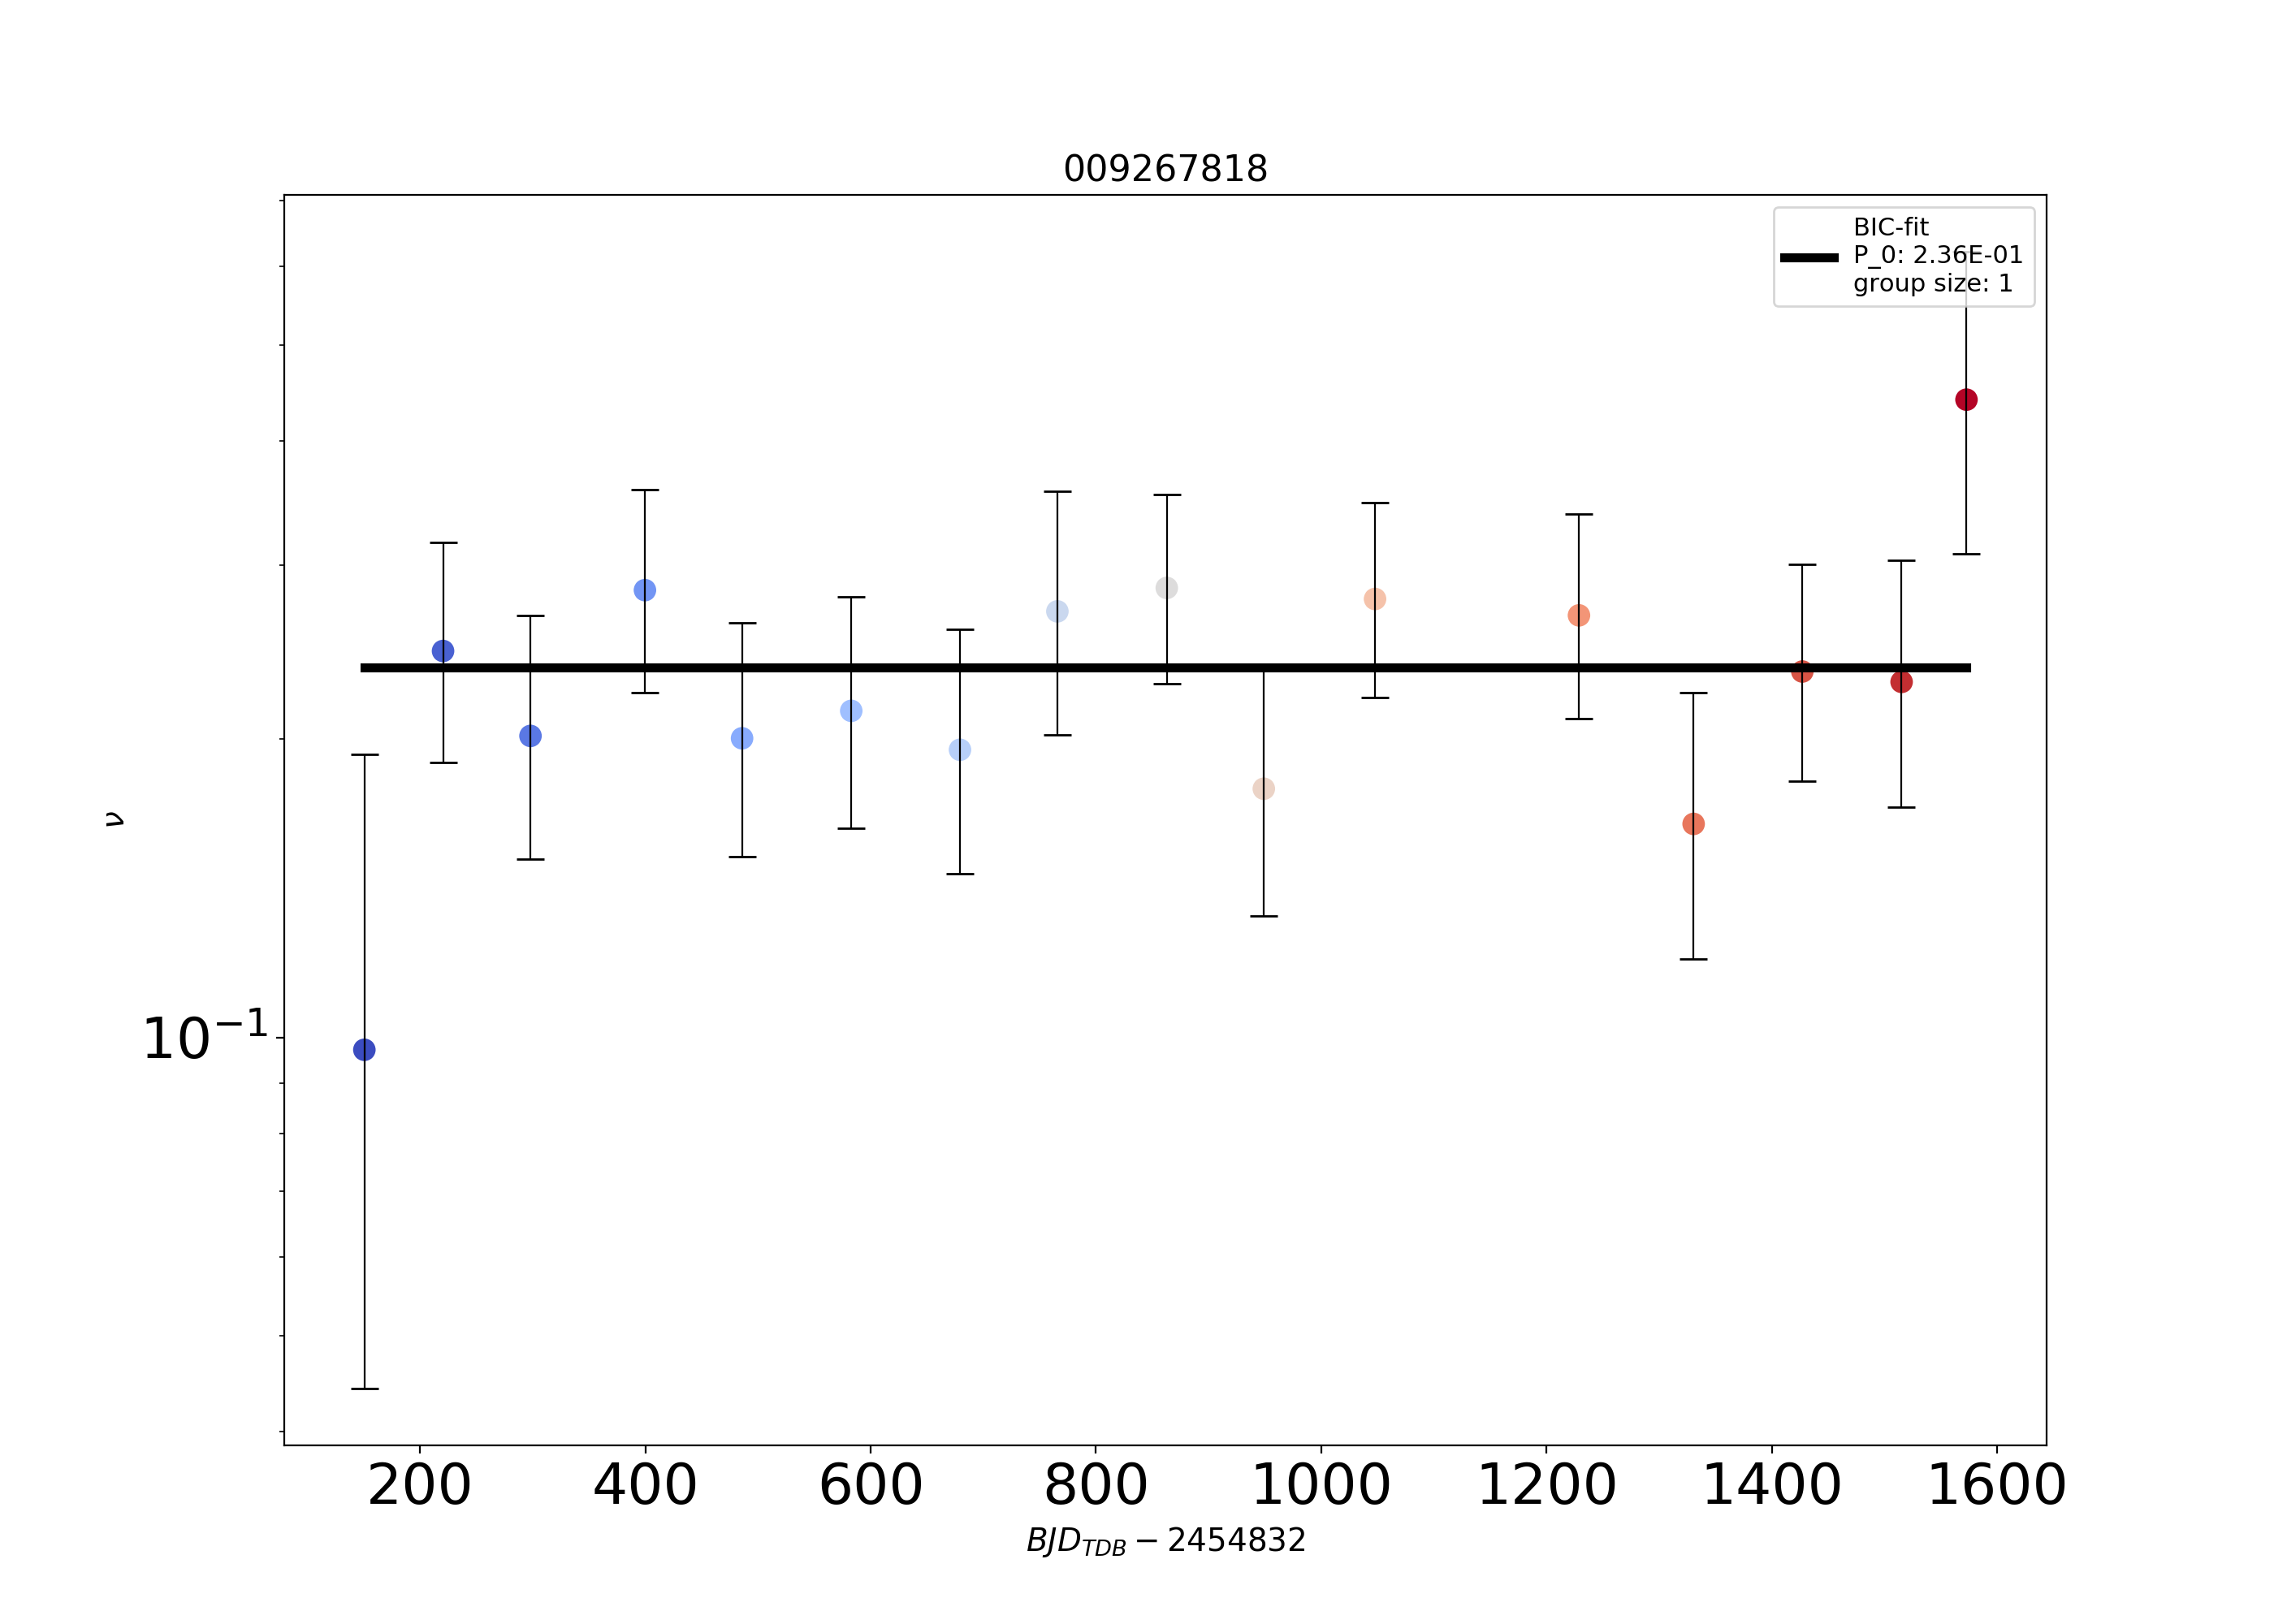 009267818
BIC-fit
P_0: 2.36E-01
group size: 1
ν
10⁻¹
200 400 600 800 1000 1200 1400 1600
BJD_TDB − 2454832